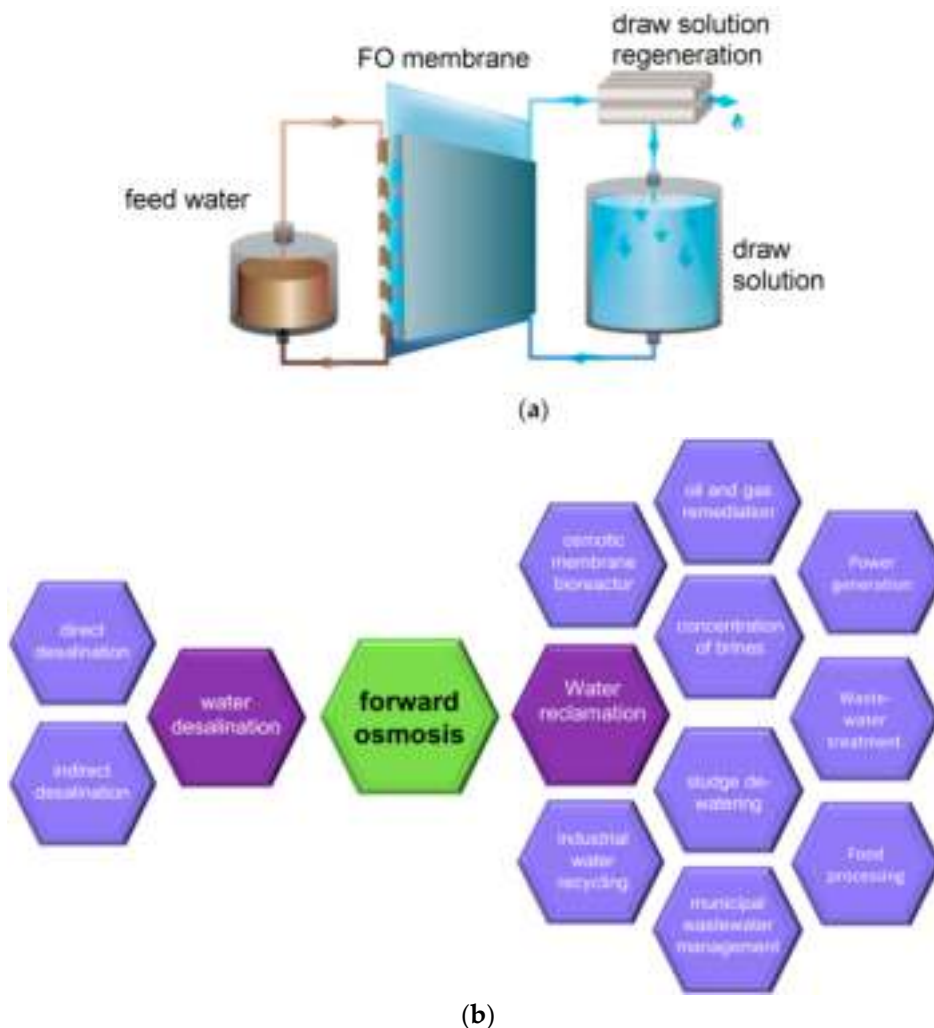 draw solution
regeneration
FO membrane
feed water
draw
solution
(a)
oil and gas
remediation
osmotic
membrane
bioreactor
Power
generation
concentration
of brines
direct
desalination
water
desalination
forward
osmosis
Water
reclamation
Waste-
water
treatment
indirect
desalination
sludge de-
watering
industrial
water
recycling
Food
processing
municipal
wastewater
management
(b)